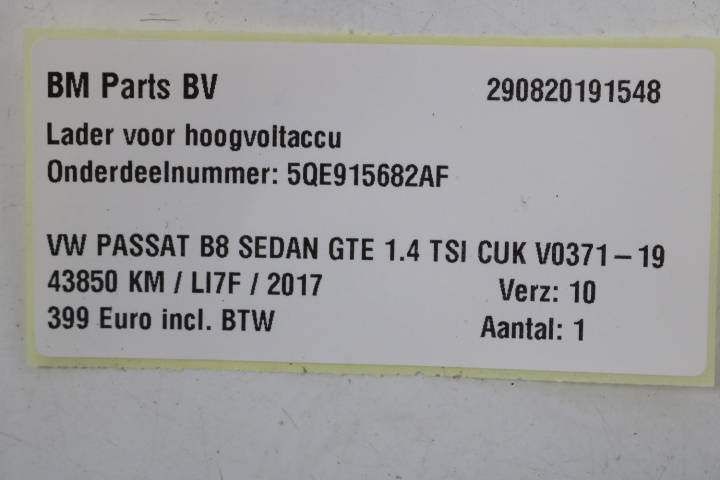 BM Parts BV 290820191548
Lader voor hoogvoltaccu
Onderdeelnummer: 5QE915682AF
VW PASSAT B8 SEDAN GTE 1.4 TSI CUK V0371-19
43850 KM / LI7F / 2017 Verz: 10
399 Euro incl. BTW Aantal: 1